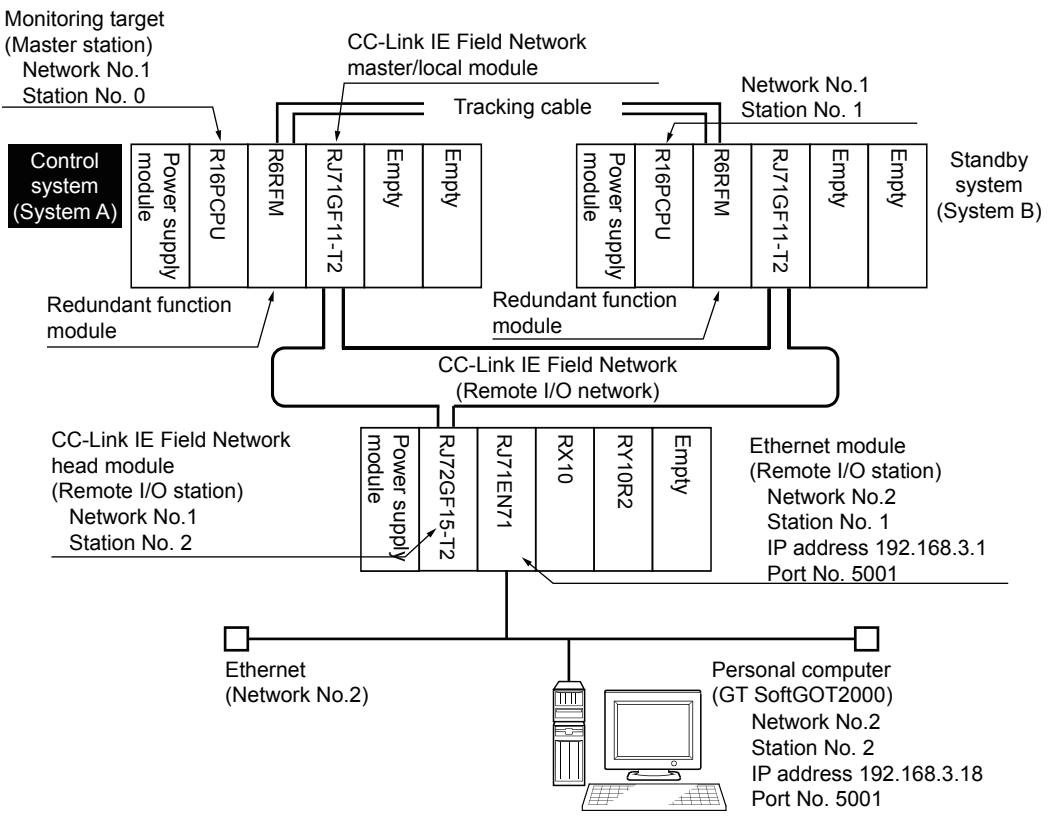 Monitoring target
(Master station)
Network No.1
Station No. 0
CC-Link IE Field Network
master/local module
Tracking cable
Network No.1
Station No. 1
Control
system
(System A)
Power supply
module
R16PCPU
R6RFM
RJ71GF11-T2
Empty
Empty
Power supply
module
R16PCPU
R6RFM
RJ71GF11-T2
Empty
Empty
Standby
system
(System B)
Redundant function
module
Redundant function
module
CC-Link IE Field Network
(Remote I/O network)
CC-Link IE Field Network
head module
(Remote I/O station)
Network No.1
Station No. 2
Power supply
module
RJ72GF15-T2
RJ71EN71
RX10
RY10R2
Empty
Ethernet module
(Remote I/O station)
Network No.2
Station No. 1
IP address 192.168.3.1
Port No. 5001
Ethernet
(Network No.2)
Personal computer
(GT SoftGOT2000)
Network No.2
Station No. 2
IP address 192.168.3.18
Port No. 5001